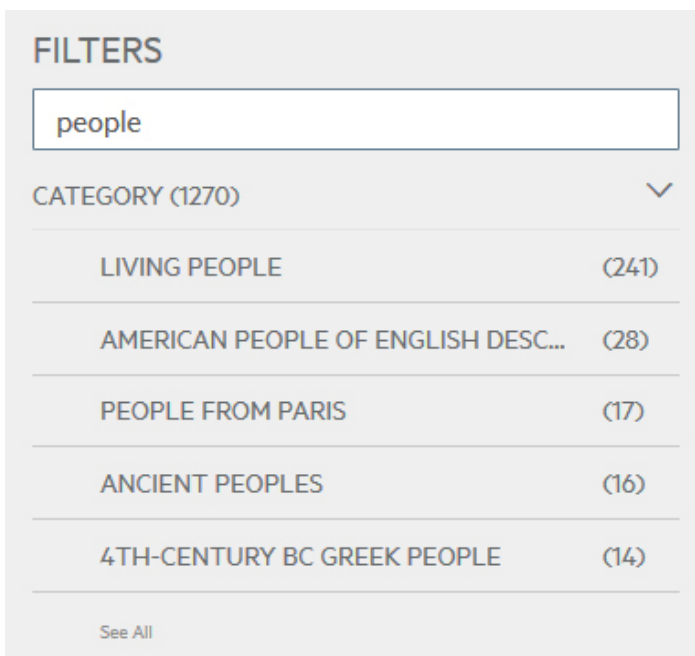 FILTERS
people
CATEGORY (1270)
LIVING PEOPLE (241)
AMERICAN PEOPLE OF ENGLISH DESC... (28)
PEOPLE FROM PARIS (17)
ANCIENT PEOPLES (16)
4TH-CENTURY BC GREEK PEOPLE (14)
See All